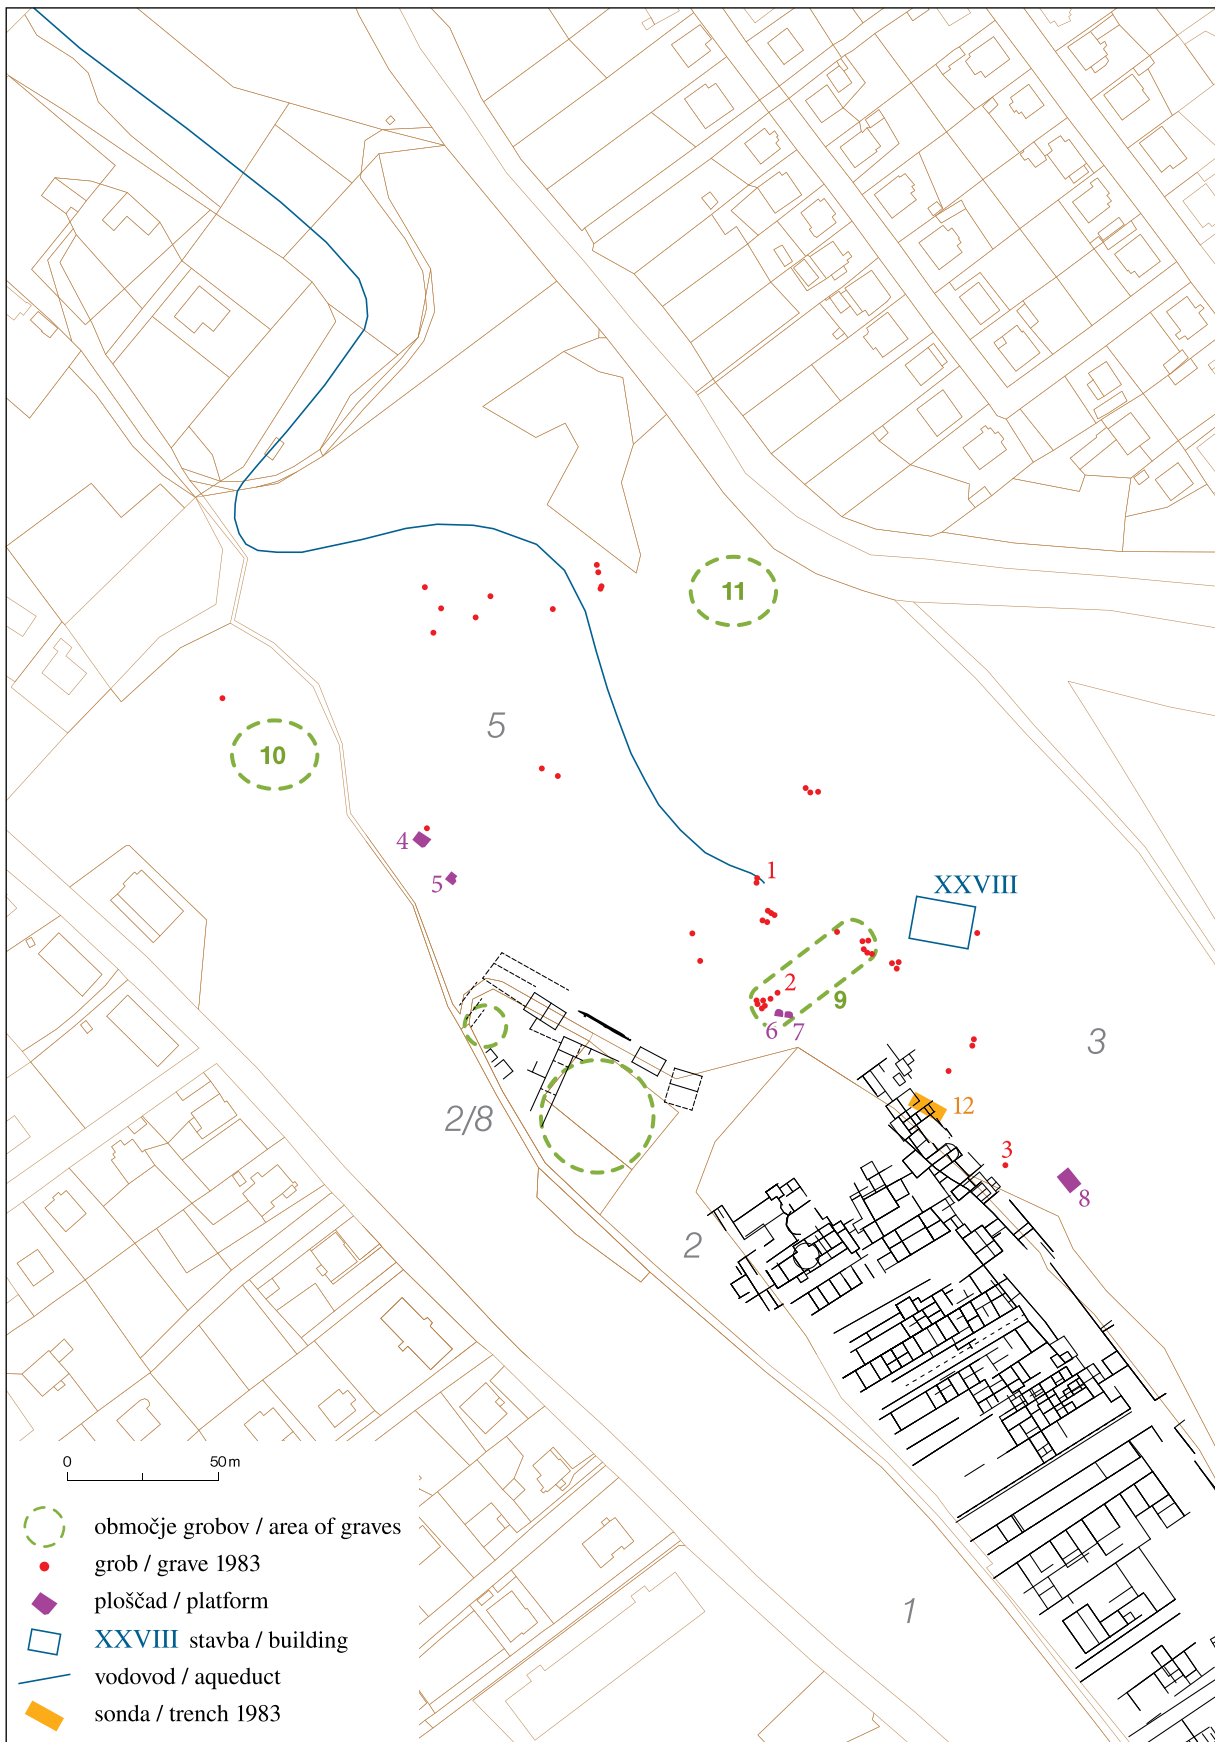 11
5
10
4
5
1
XXVIII
2
9
6
7
3
12
2/8
3
8
2
1
0
50 m
območje grobov / area of graves
grob / grave 1983
ploščad / platform
XXVIII stavba / building
vodovod / aqueduct
sonda / trench 1983